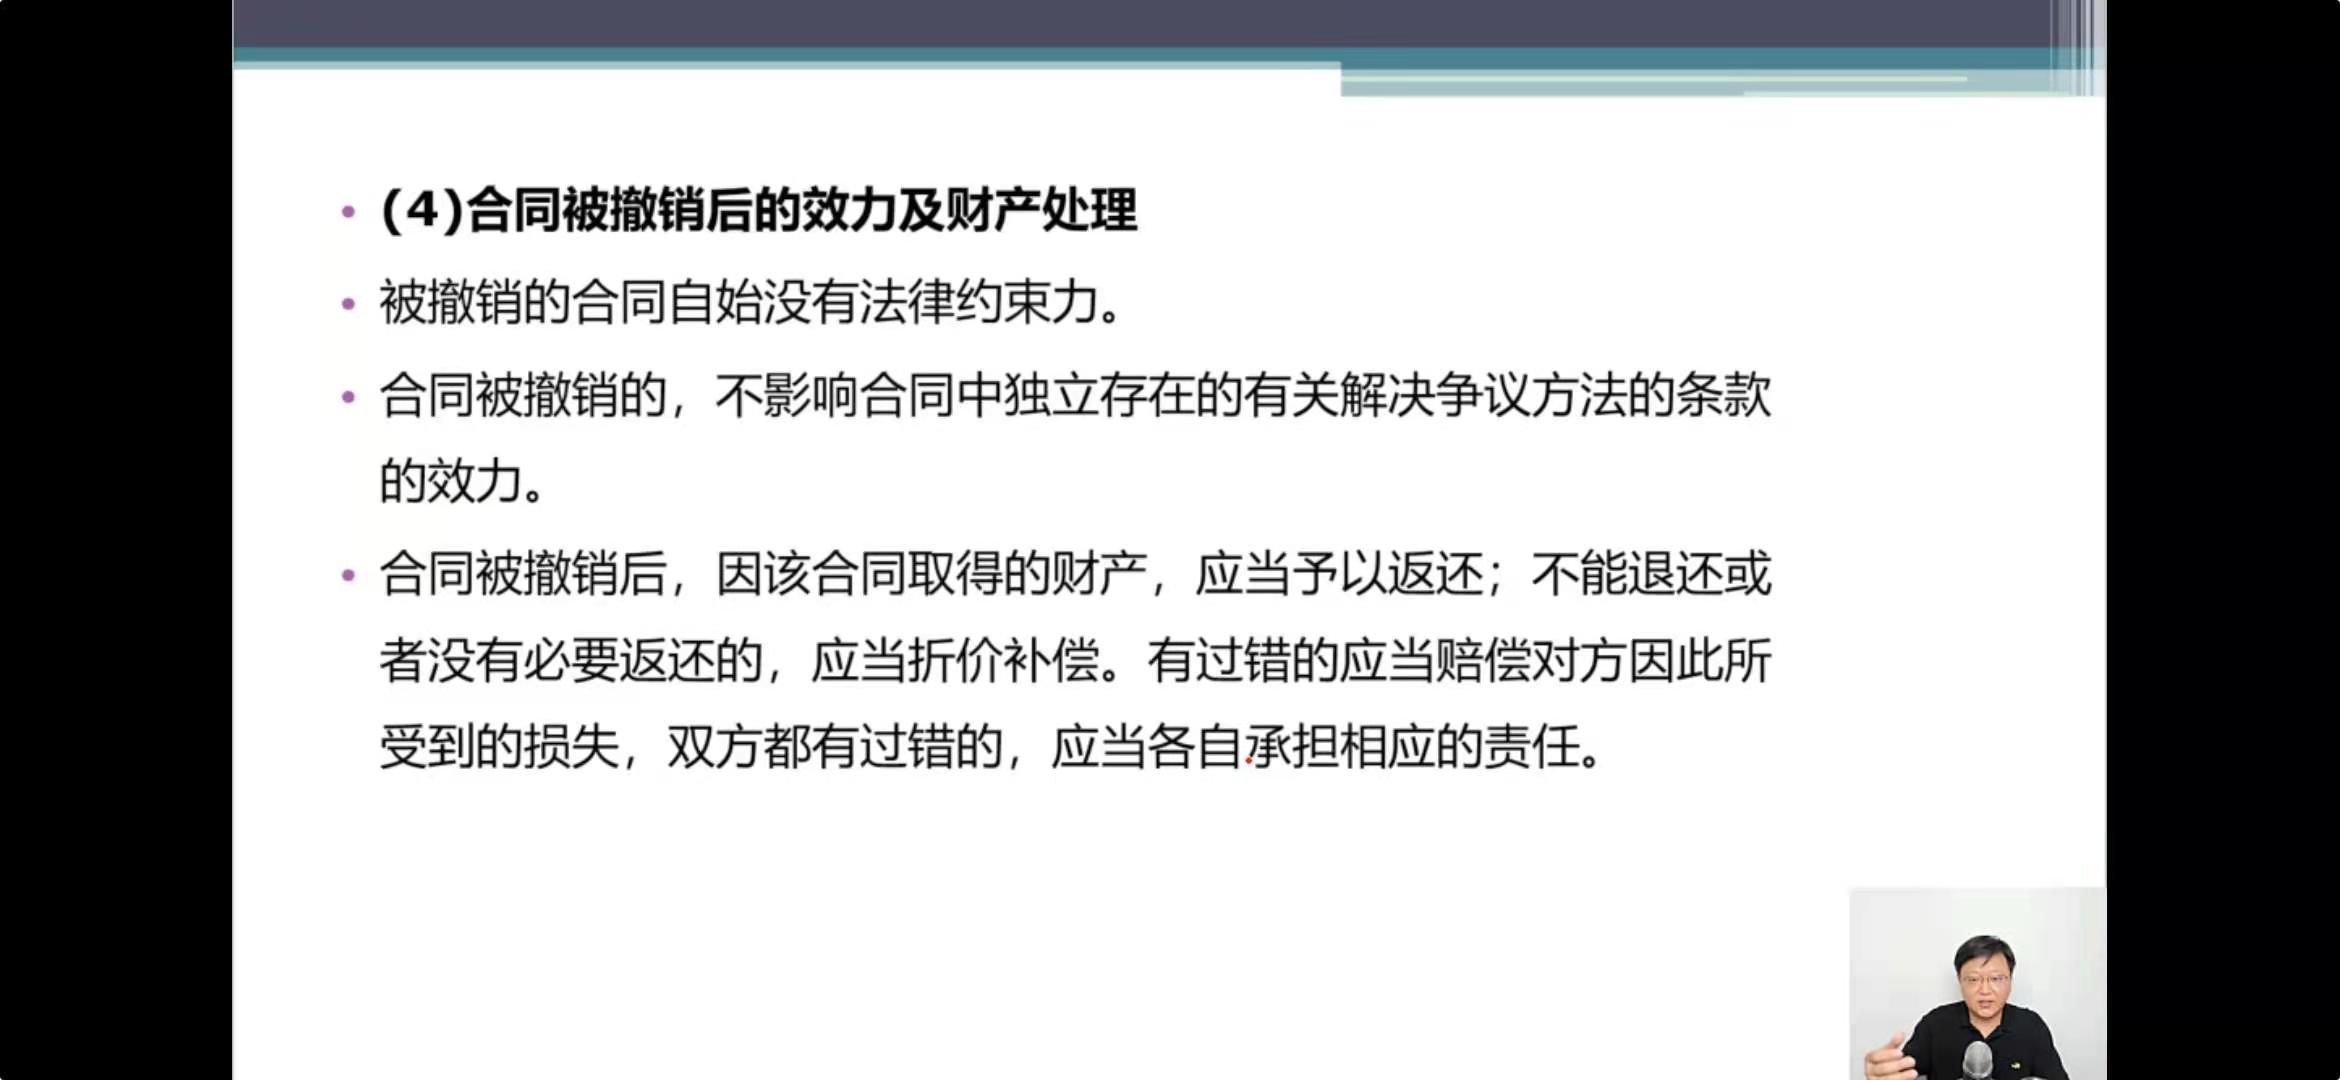 (4)合同被撤销后的效力及财产处理
被撤销的合同自始没有法律约束力。
合同被撤销的，不影响合同中独立存在的有关解决争议方法的条款
的效力。
合同被撤销后，因该合同取得的财产，应当予以返还；不能退还或
者没有必要返还的，应当折价补偿。有过错的应当赔偿对方因此所
受到的损失，双方都有过错的，应当各自承担相应的责任。